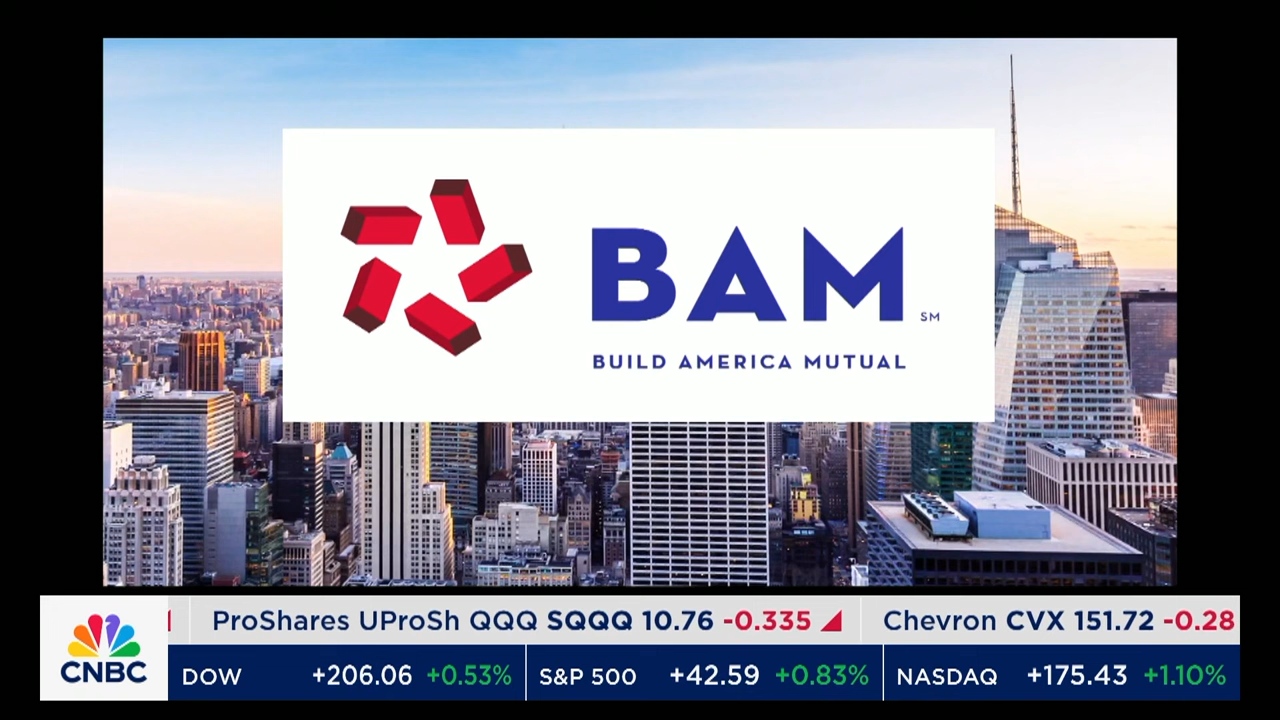 BAM SM
BUILD AMERICA MUTUAL
ProShares UProSh QQQ SQQQ 10.76 -0.335 Chevron CVX 151.72 -0.28
CNBC
DOW +206.06 +0.53% S&P 500 +42.59 +0.83% NASDAQ +175.43 +1.10%